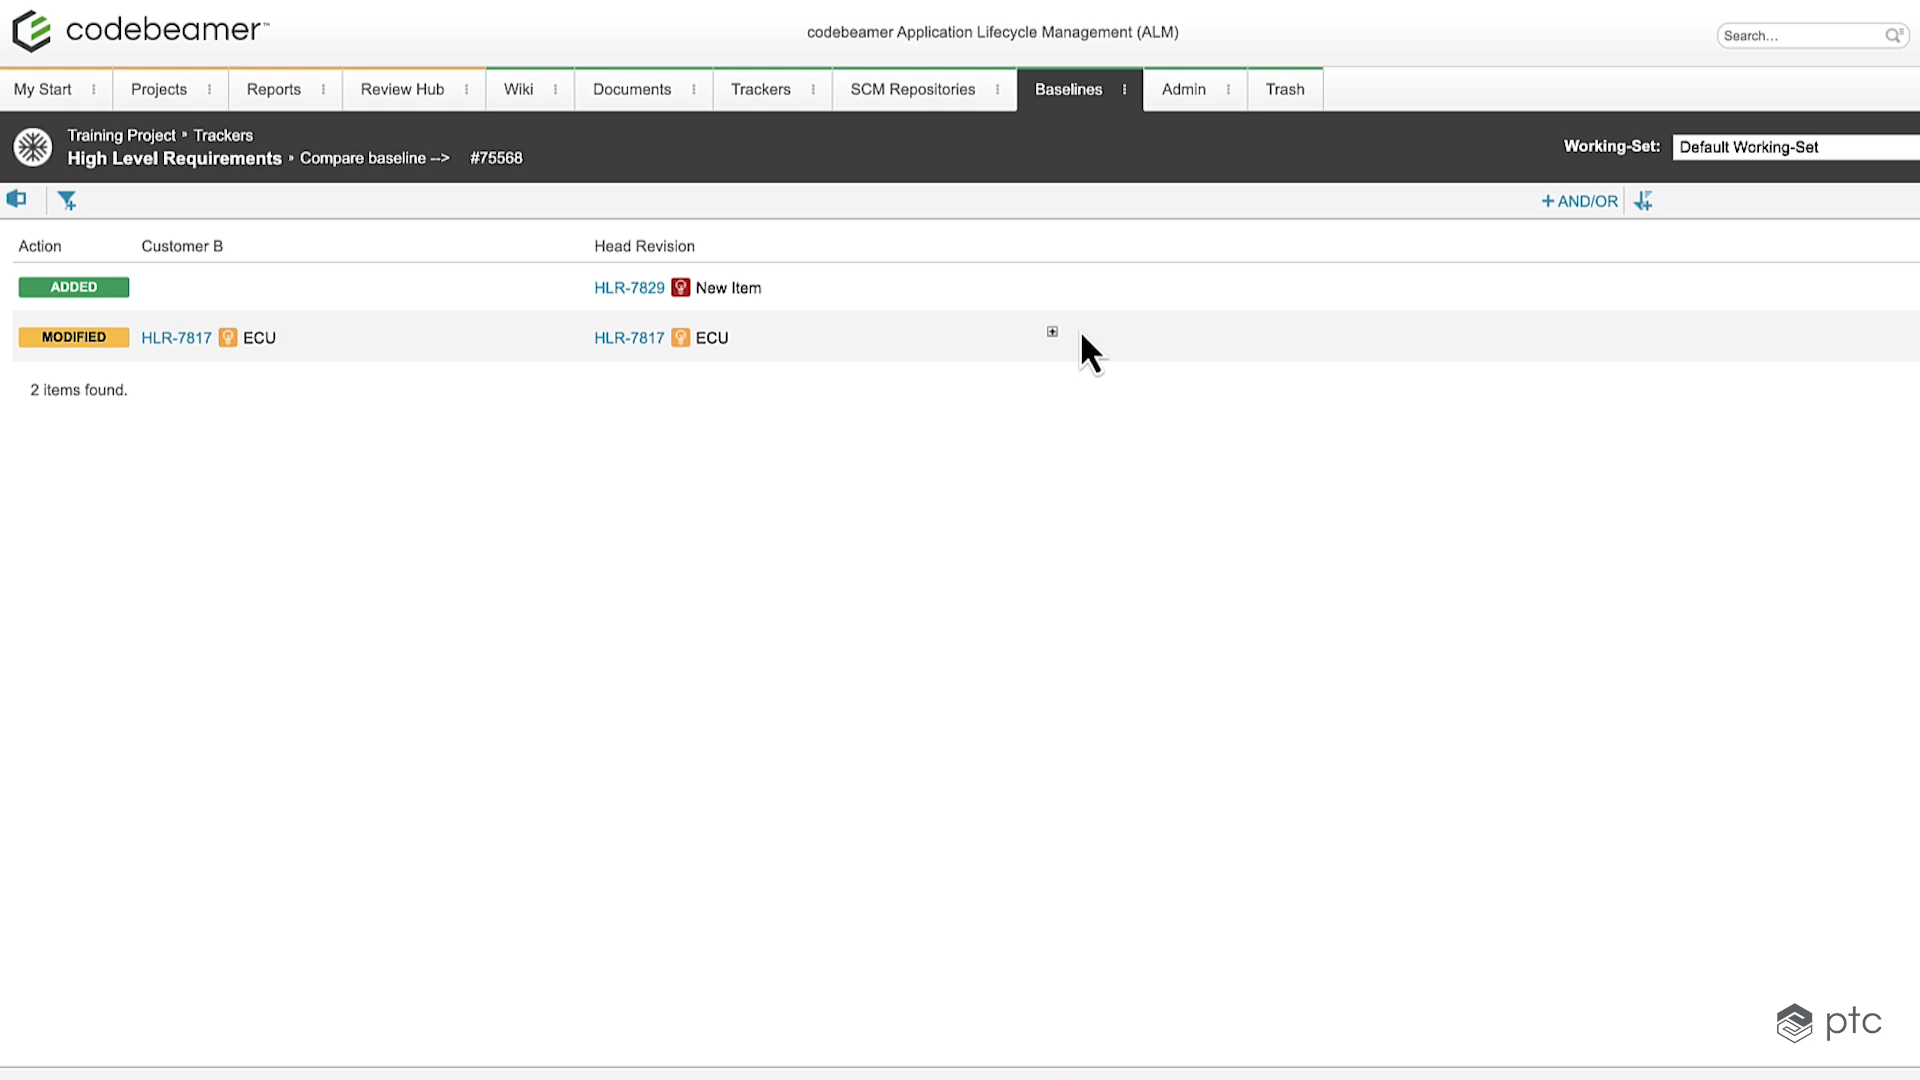 codebeamer™
codebeamer Application Lifecycle Management (ALM)
Search...
My Start Projects Reports Review Hub Wiki Documents Trackers SCM Repositories Baselines Admin Trash
Training Project » Trackers
High Level Requirements » Compare baseline --> #75568
Working-Set: Default Working-Set
+ AND/OR
Action Customer B Head Revision
ADDED HLR-7829 New Item
MODIFIED HLR-7817 ECU HLR-7817 ECU
2 items found.
ptc